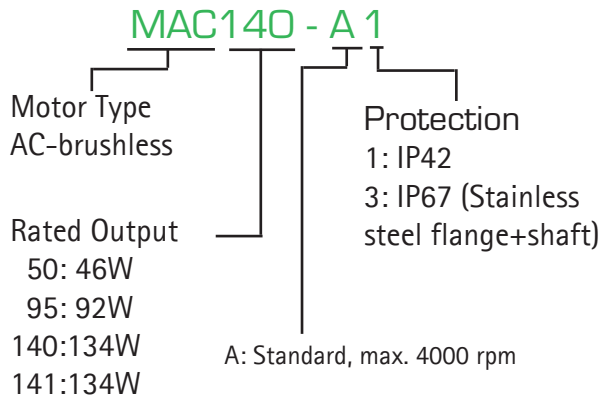 MAC140 - A 1
Motor Type
AC-brushless
Protection
1: IP42
3: IP67 (Stainless
steel flange+shaft)
Rated Output
50: 46W
95: 92W
140:134W
141:134W
A: Standard, max. 4000 rpm